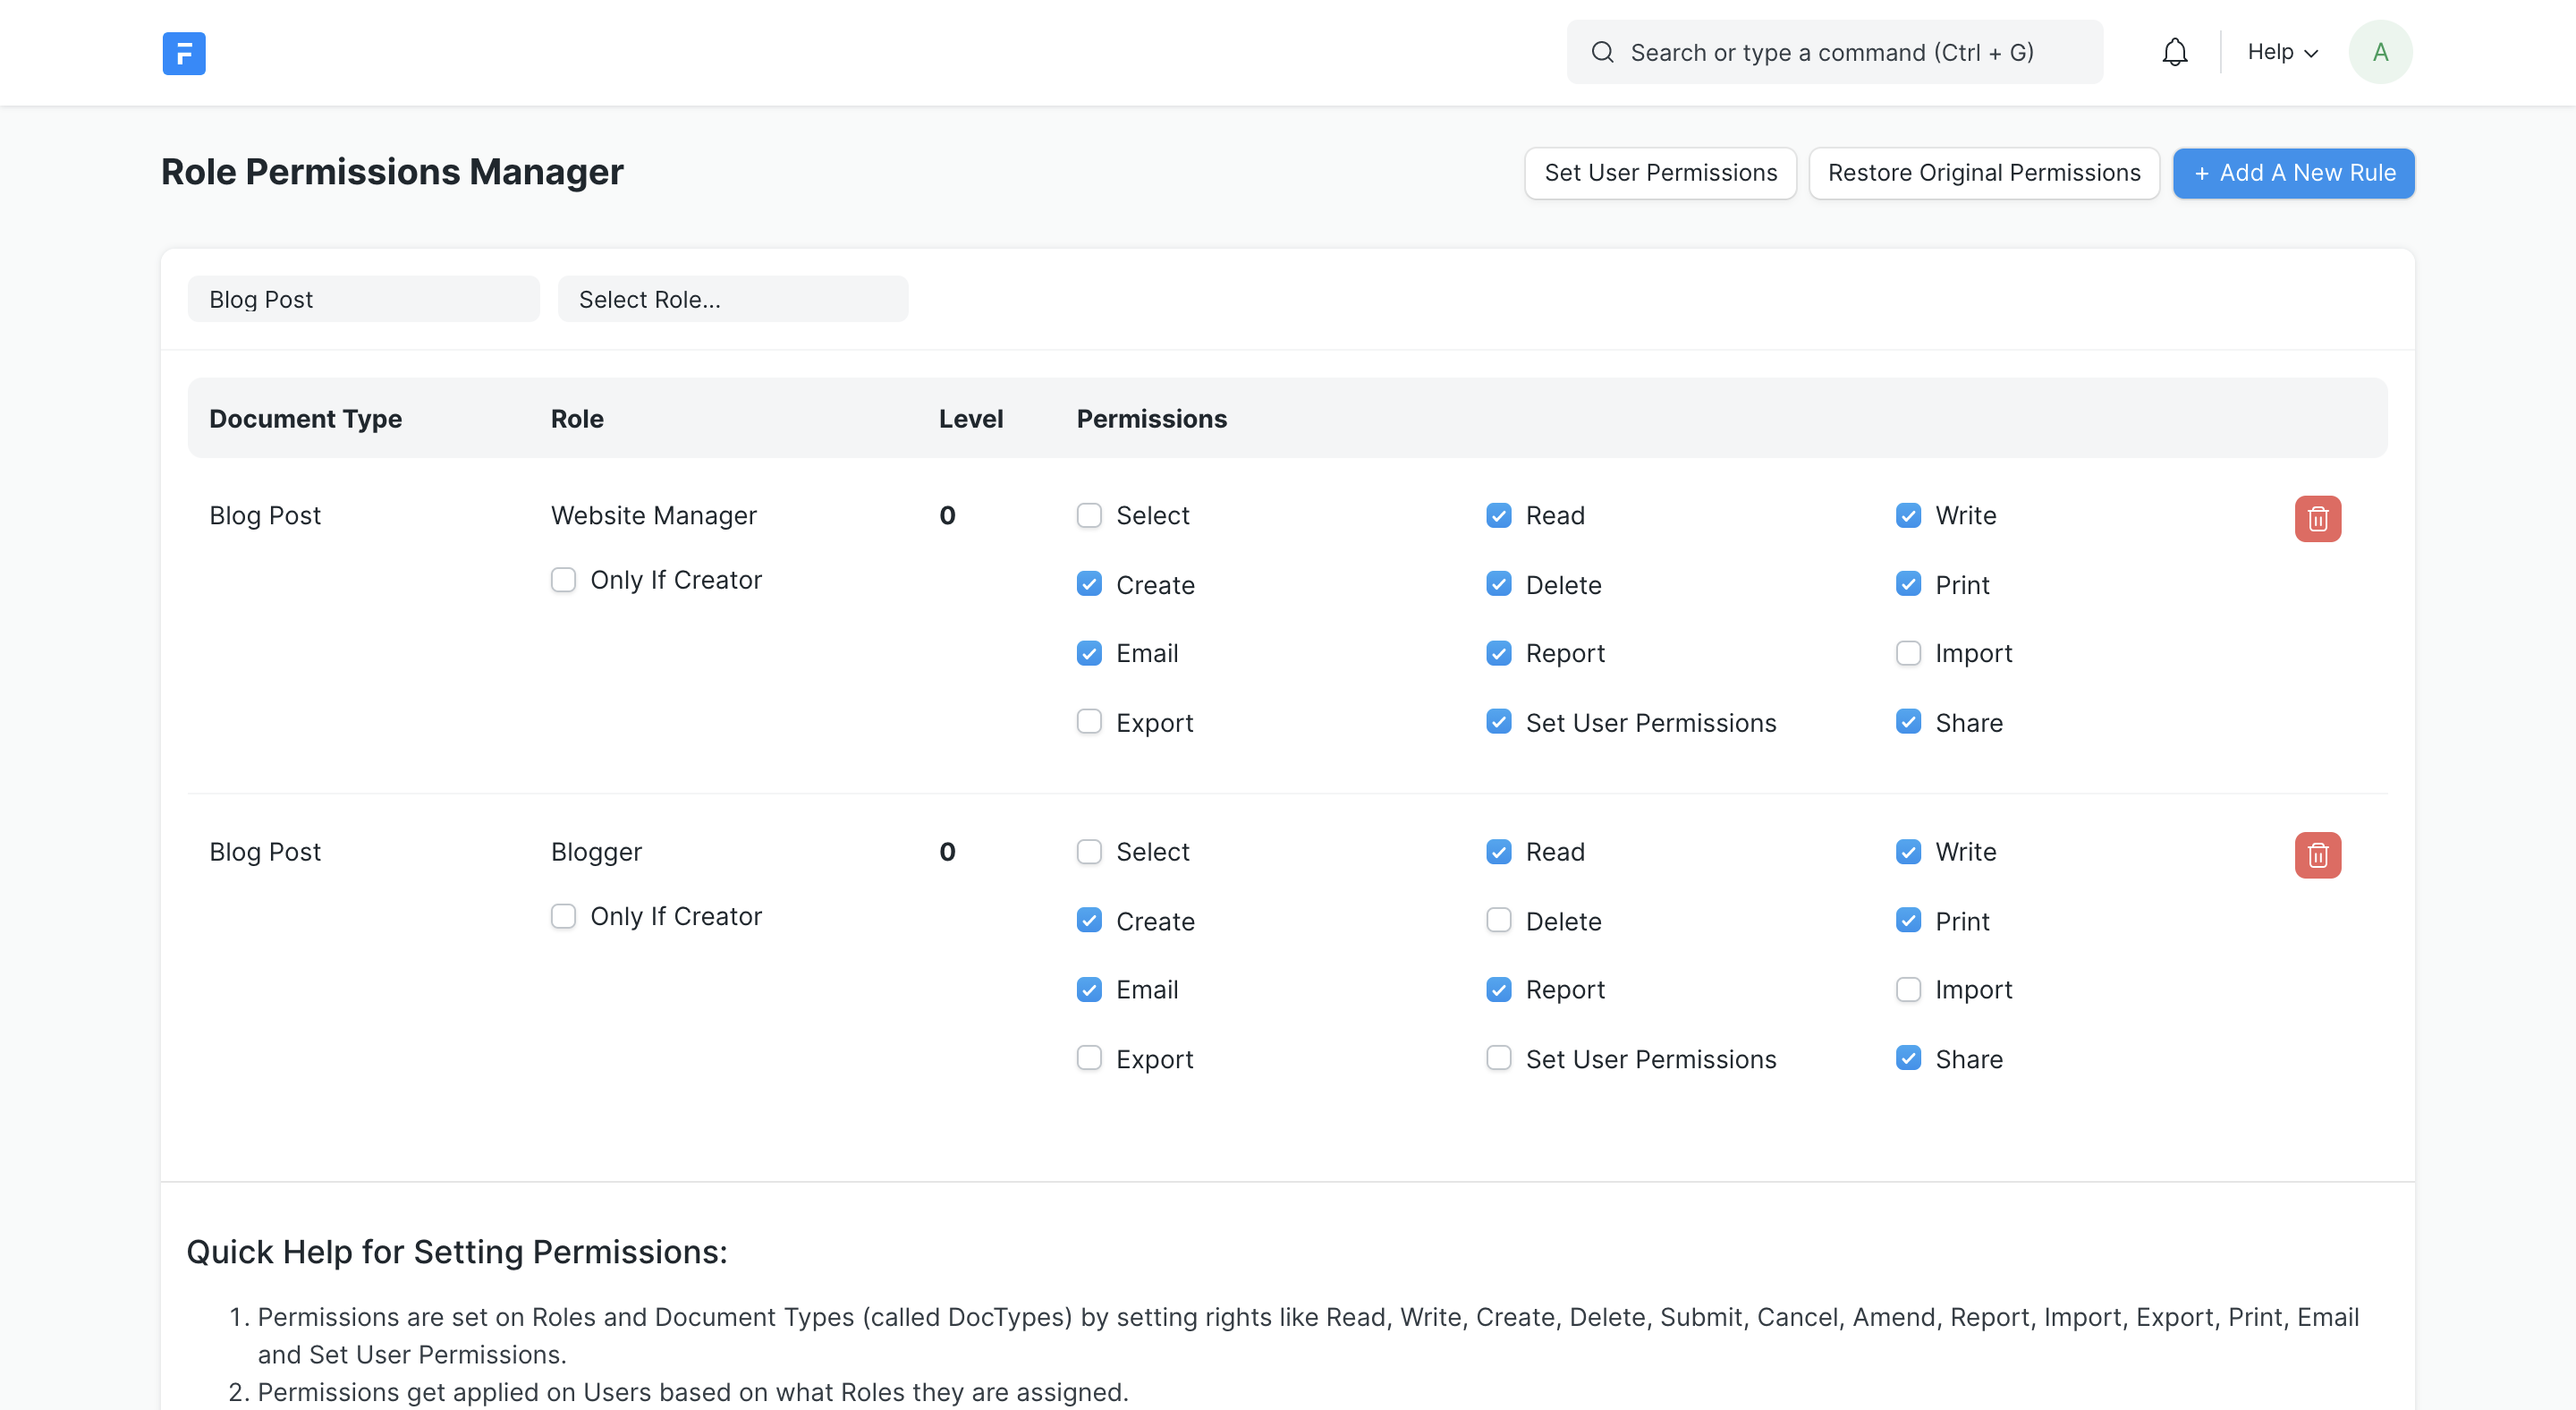 F
Search or type a command (Ctrl + G)
Help
A
Role Permissions Manager
Set User Permissions
Restore Original Permissions
+ Add A New Rule
Blog Post
Select Role...
Document Type Role Level Permissions
Blog Post Website Manager 0 Select Read Write
Only If Creator
Create Delete Print
Email Report Import
Export Set User Permissions Share
Blog Post Blogger 0 Select Read Write
Only If Creator
Create Delete Print
Email Report Import
Export Set User Permissions Share
Quick Help for Setting Permissions:
1. Permissions are set on Roles and Document Types (called DocTypes) by setting rights like Read, Write, Create, Delete, Submit, Cancel, Amend, Report, Import, Export, Print, Email
and Set User Permissions.
2. Permissions get applied on Users based on what Roles they are assigned.